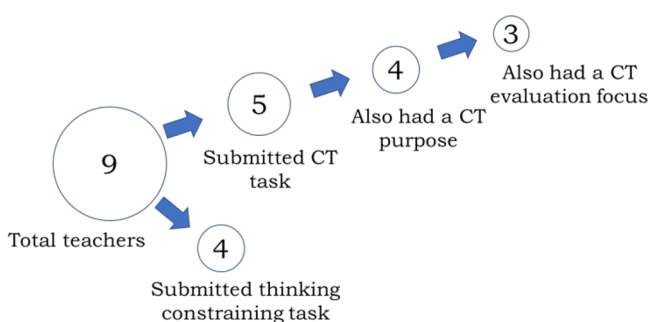 3
Also had a CT
evaluation focus
4
Also had a CT
purpose
5
Submitted CT
task
9
Total teachers
4
Submitted thinking
constraining task